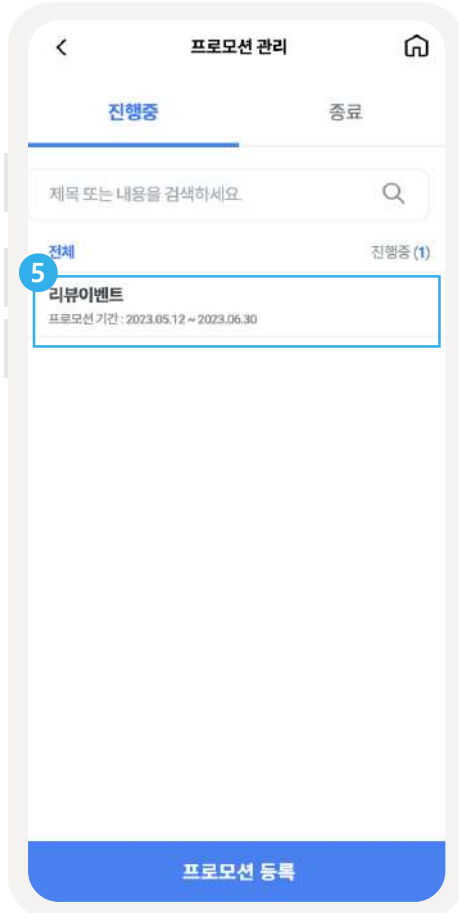 프로모션 관리
진행중 종료
제목 또는 내용을 검색하세요.
전체 진행중 (1)
5
리뷰이벤트
프로모션 기간 : 2023.05.12 ~ 2023.06.30
프로모션 등록